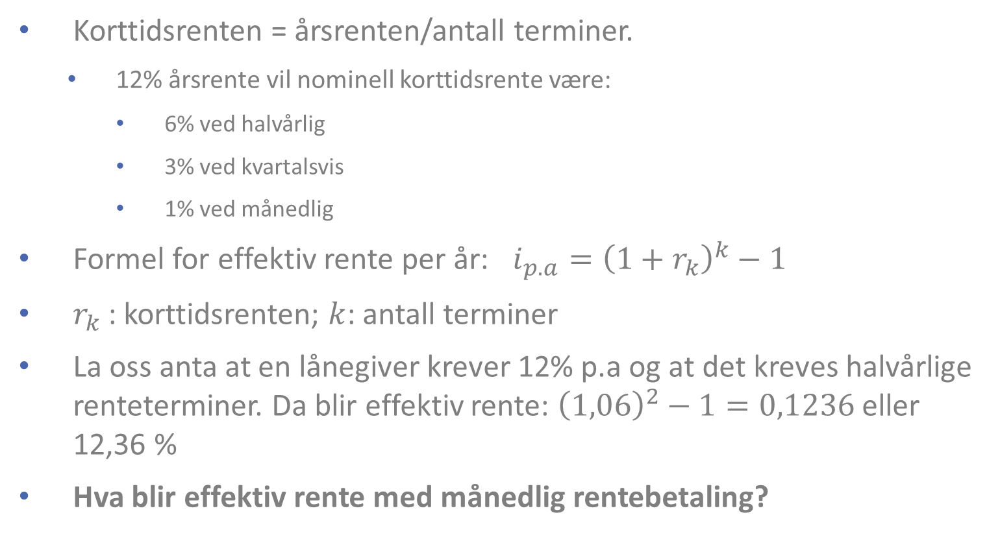 • Korttidsrenten = årsrenten/antall terminer.
• 12% årsrente vil nominell korttidsrente være:
• 6% ved halvårlig
• 3% ved kvartalsvis
• 1% ved månedlig
• Formel for effektiv rente per år: $i_{p.a} = (1 + r_k)^k - 1$
• $r_k$ : korttidsrenten; $k$: antall terminer
• La oss anta at en lånegiver krever 12% p.a og at det kreves halvårlige
renteterminer. Da blir effektiv rente: $(1,06)^2 - 1 = 0,1236$ eller
12,36 %
• Hva blir effektiv rente med månedlig rentebetaling?